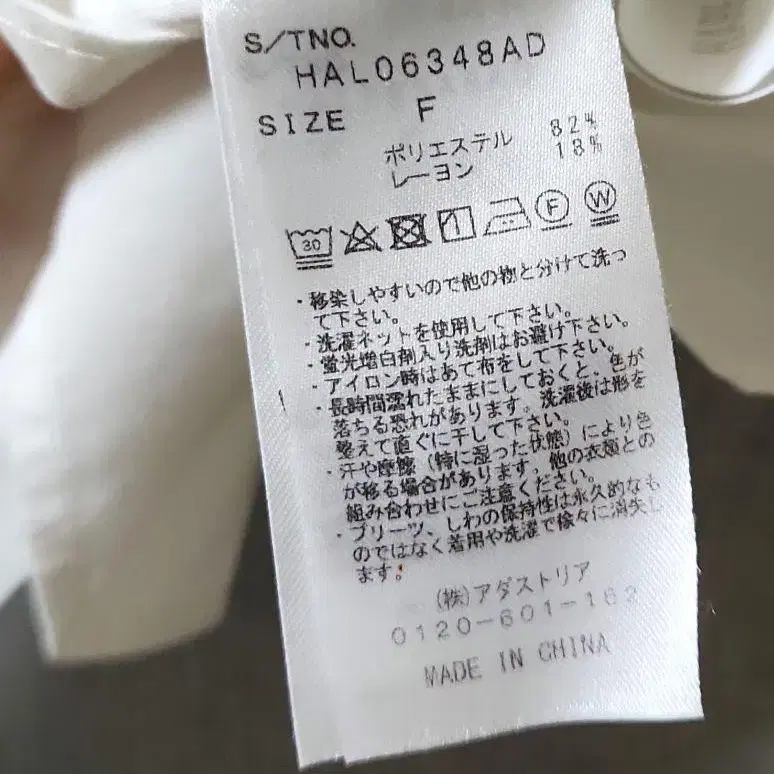 S/TNO.
HAL06348AD
SIZE F
ポリエステル 82%
レーヨン 18%
30 1 F W
・移染しやすいので他の物と分けて洗っ
て下さい。
・洗濯ネットを使用して下さい。
・蛍光増白剤入り洗剤はお避け下さい。
・アイロン時はあて布をして下さい。
・長時間濡れたままにしておくと、色が
落ちる恐れがあります。洗濯後は形を
整えて直ぐに干して下さい。
・汗や摩擦（特に湿った状態）により色
が移る場合があります。他の衣類との
組み合わせにご注意ください。
・プリーツ、しわの保持性は永久的なも
のではなく着用や洗濯で徐々に消失し
ます。
(株)アダストリア
0120-601-162
MADE IN CHINA